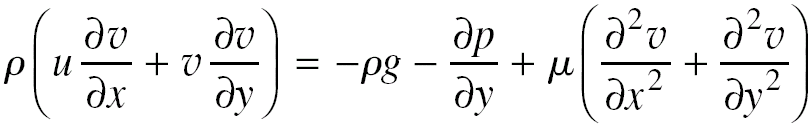 ρ(u ∂v/∂x + v ∂v/∂y) = −ρg − ∂p/∂y + μ(∂²v/∂x² + ∂²v/∂y²)